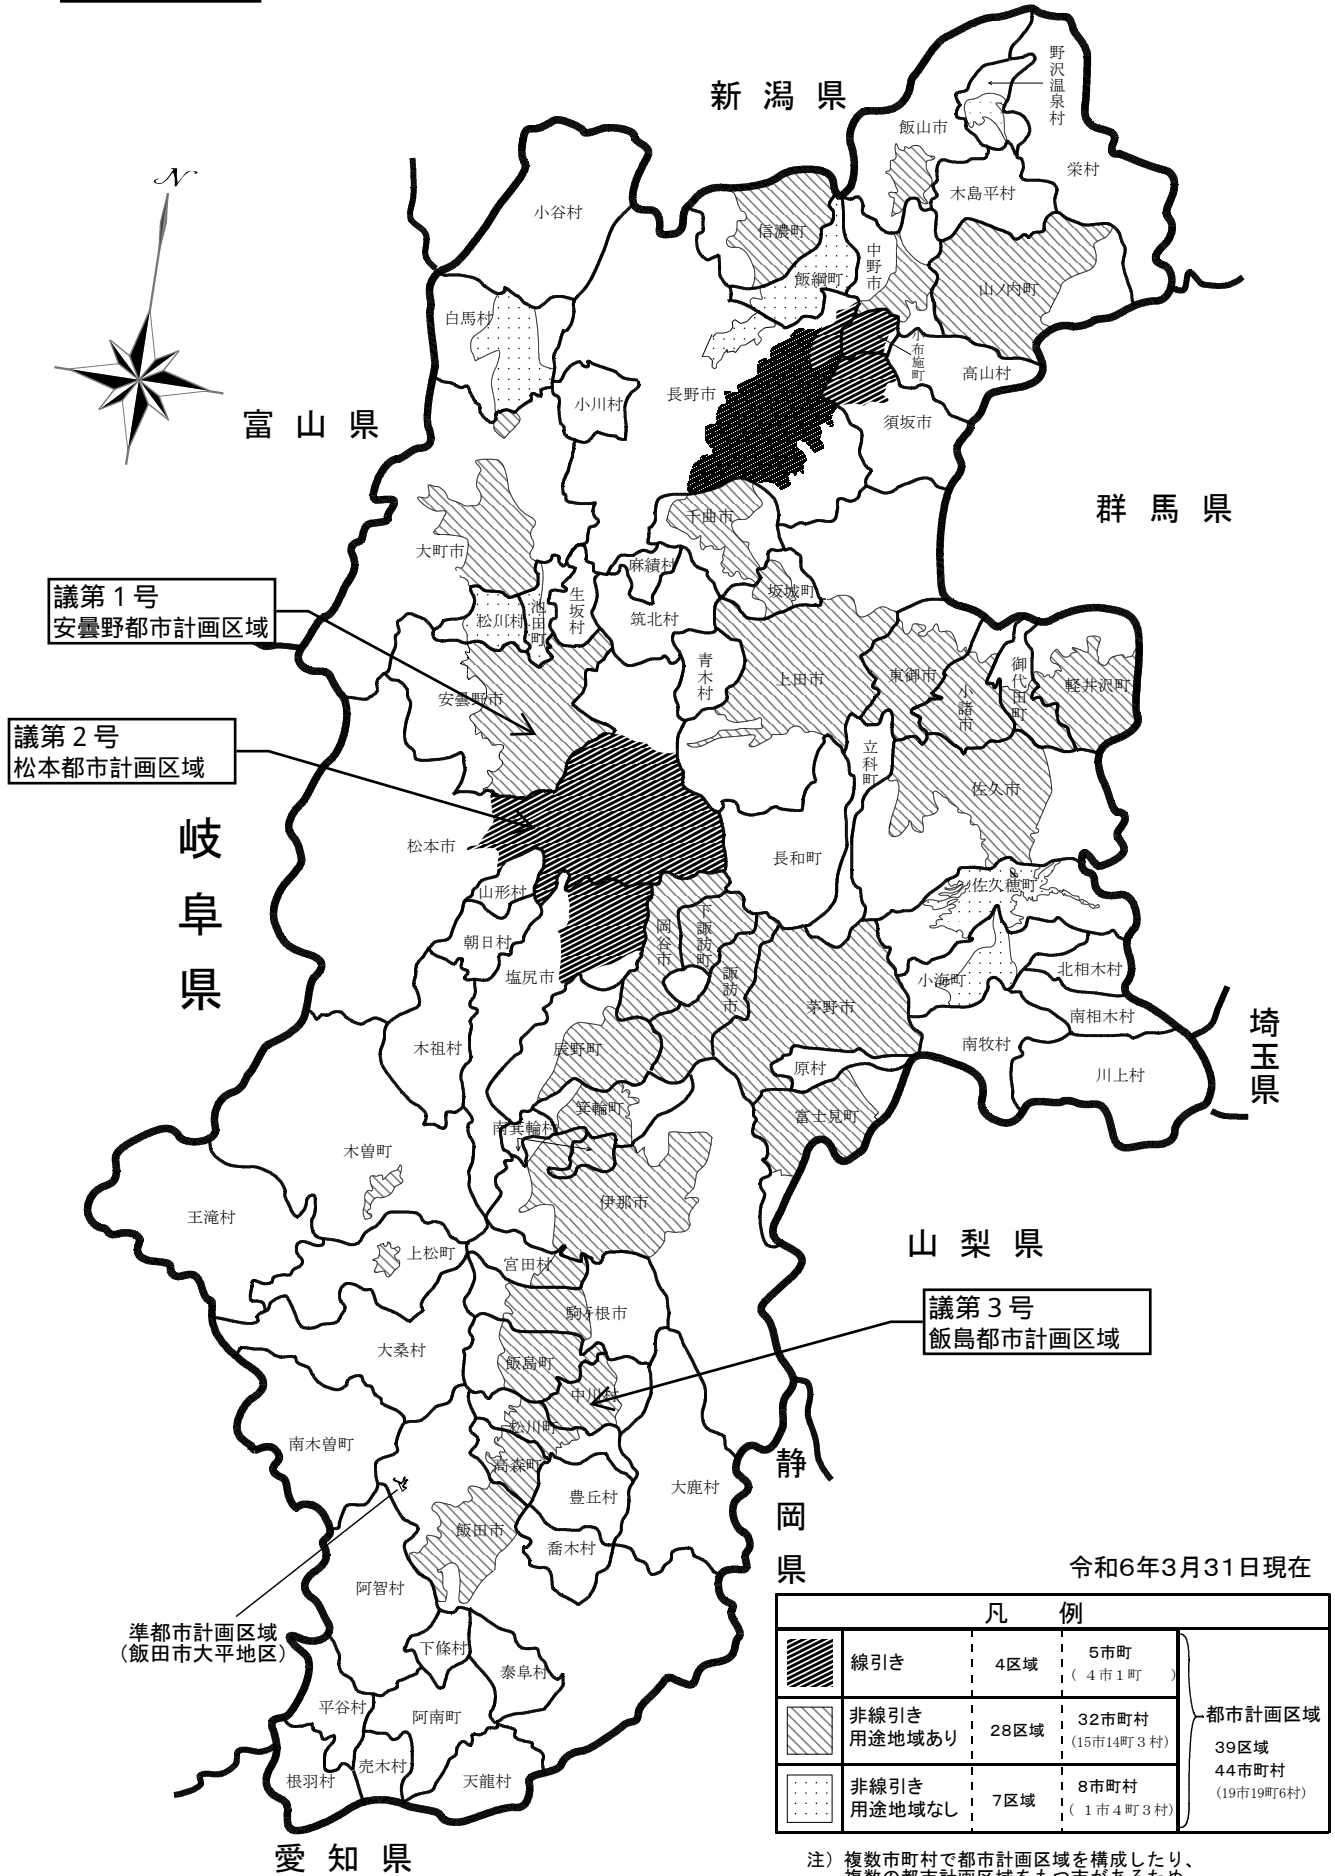 新潟県
野沢温泉村
飯山市
栄村
木島平村
N
小谷村
信濃町
中野市
飯綱町
山ノ内町
白馬村
小布施町
高山村
富山県
小川村
長野市
須坂市
群馬県
千曲市
大町市
麻績村
坂城町
議第1号
安曇野都市計画区域
生坂村
池田町
松川村
筑北村
青木村
上田市
東御市
小諸市
御代田町
軽井沢町
安曇野市
議第2号
松本都市計画区域
立科町
佐久市
岐阜県
松本市
長和町
山形村
佐久穂町
朝日村
岡谷市
下諏訪町
諏訪市
塩尻市
小海町
北相木村
茅野市
南相木村
埼玉県
木祖村
辰野町
原村
南牧村
川上村
箕輪町
富士見町
南箕輪村
木曽町
伊那市
王滝村
上松町
宮田村
山梨県
駒ヶ根市
議第3号
飯島都市計画区域
大桑村
飯島町
中川村
松川町
南木曽町
高森町
静岡県
豊丘村
大鹿村
飯田市
喬木村
阿智村
令和6年3月31日現在
準都市計画区域
(飯田市大平地区)
下條村
泰阜村
平谷村
阿南町
売木村
根羽村
天龍村
愛知県
凡 例
線引き 4区域 5市町
(4市1町 )
非線引き
用途地域あり 28区域 32市町村
(15市14町3村)
非線引き
用途地域なし 7区域 8市町村
(1市4町3村)
都市計画区域
39区域
44市町村
(19市19町6村)
注)複数市町村で都市計画区域を構成したり、
複数の都市計画区域をもつ市があるため、